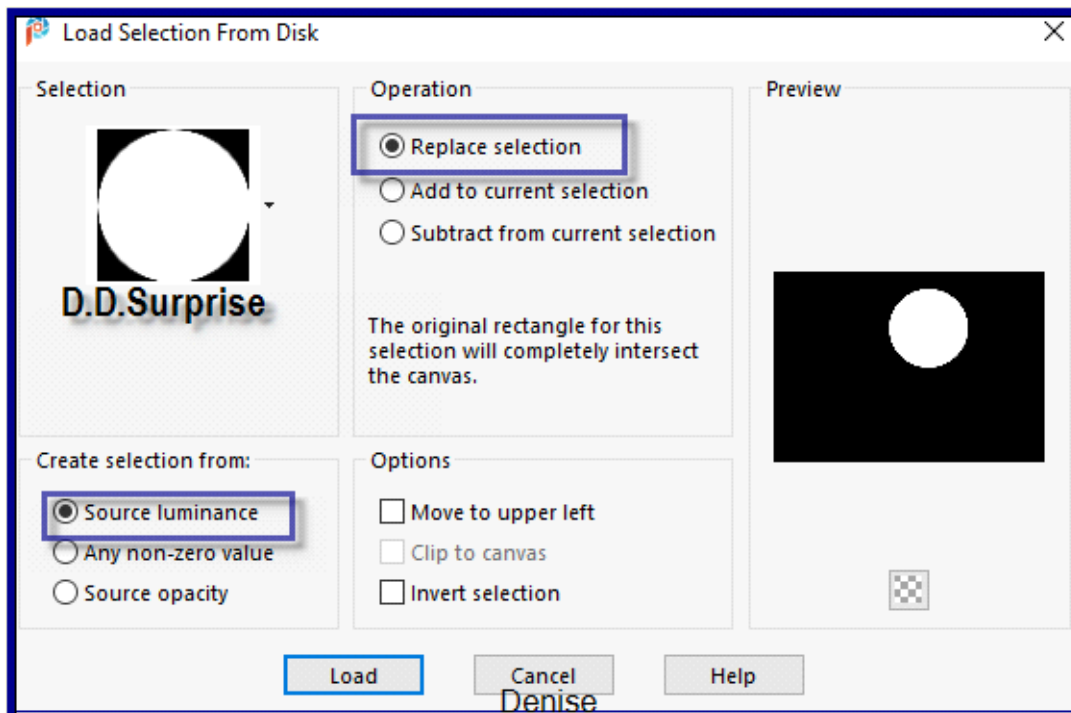 Load Selection From Disk
Selection
D.D.Surprise
Operation
Replace selection
Add to current selection
Subtract from current selection
The original rectangle for this
selection will completely intersect
the canvas.
Preview
Create selection from:
Source luminance
Any non-zero value
Source opacity
Options
Move to upper left
Clip to canvas
Invert selection
Load
Cancel
Help
Denise